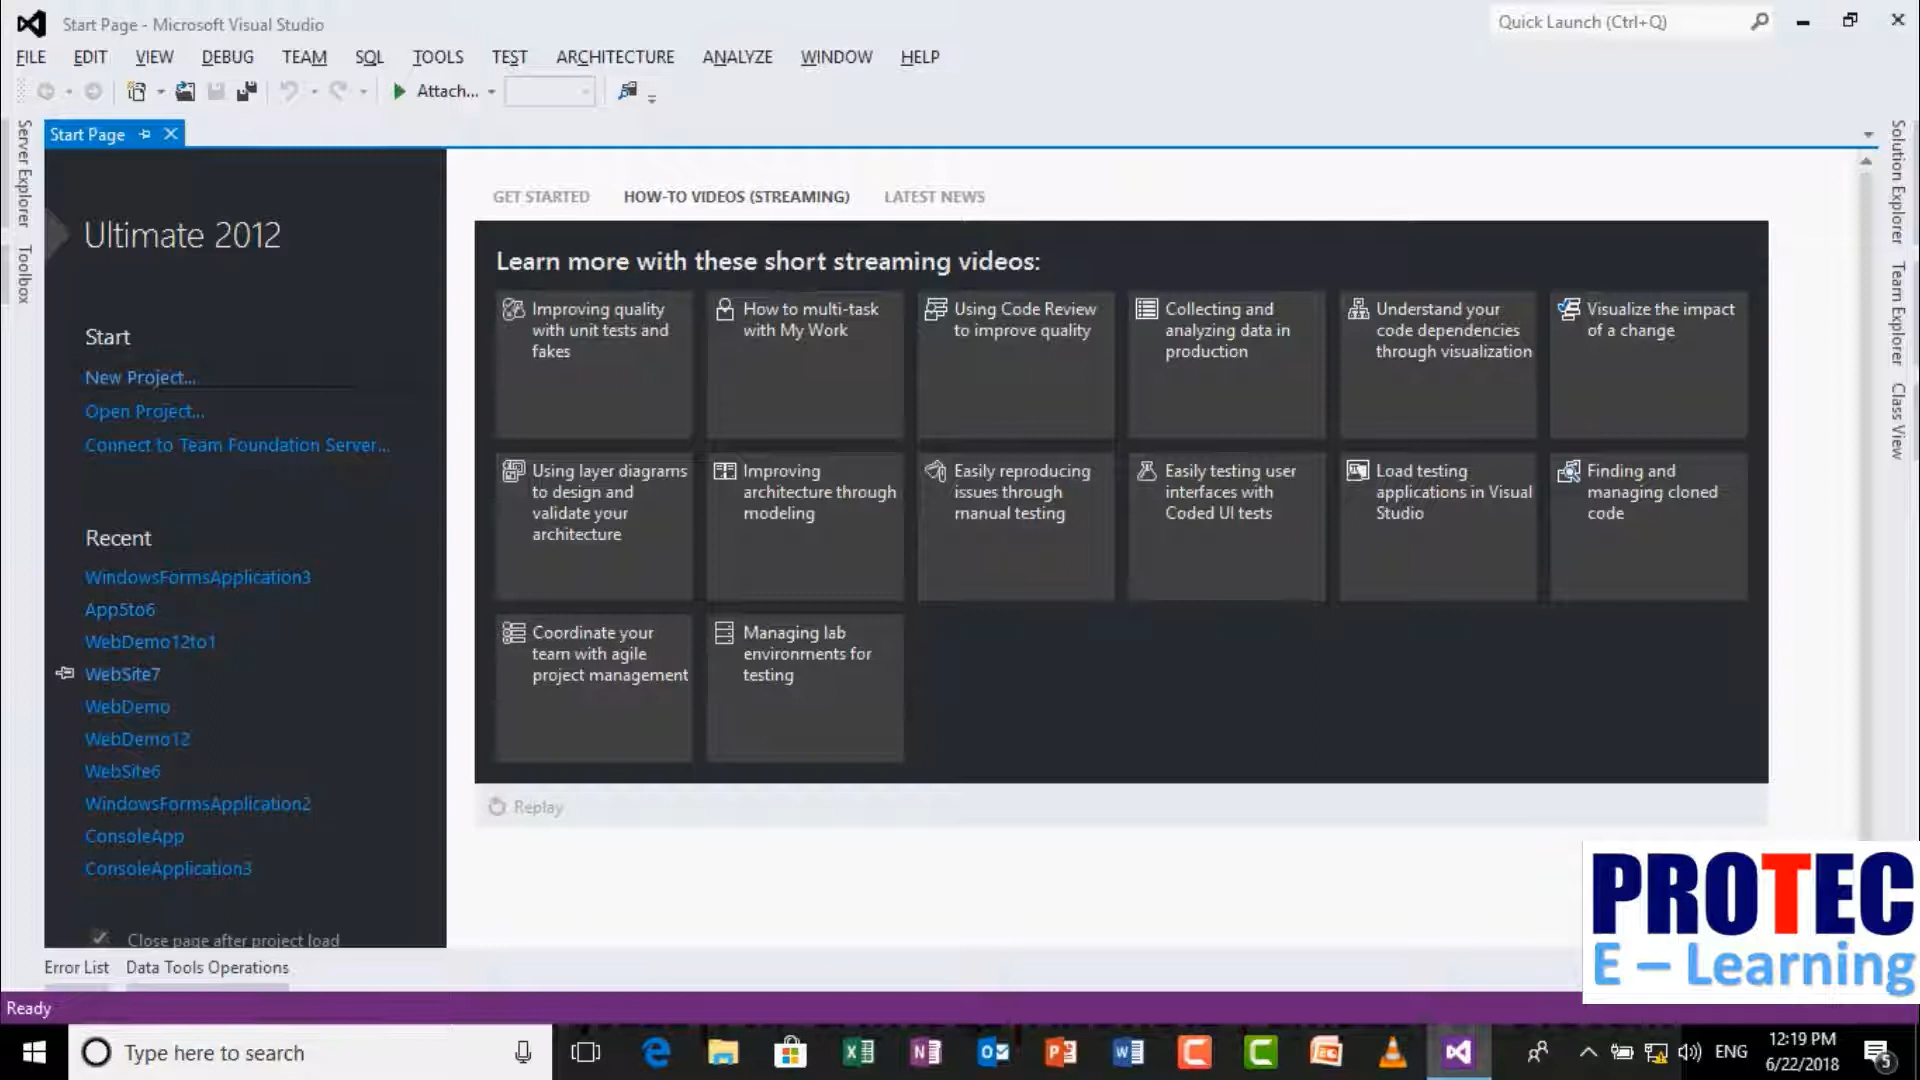 Start Page - Microsoft Visual Studio
Quick Launch (Ctrl+Q)
FILE EDIT VIEW DEBUG TEAM SQL TOOLS TEST ARCHITECTURE ANALYZE WINDOW HELP
Attach...
Start Page
Server Explorer
Toolbox
Solution Explorer
Team Explorer
Class View
Ultimate 2012
Start
New Project...
Open Project...
Connect to Team Foundation Server...
Recent
WindowsFormsApplication3
App5to6
WebDemo12to1
WebSite7
WebDemo
WebDemo12
WebSite6
WindowsFormsApplication2
ConsoleApp
ConsoleApplication3
Close page after project load
GET STARTED HOW-TO VIDEOS (STREAMING) LATEST NEWS
Learn more with these short streaming videos:
Improving quality
with unit tests and
fakes
How to multi-task
with My Work
Using Code Review
to improve quality
Collecting and
analyzing data in
production
Understand your
code dependencies
through visualization
Visualize the impact
of a change
Using layer diagrams
to design and
validate your
architecture
Improving
architecture through
modeling
Easily reproducing
issues through
manual testing
Easily testing user
interfaces with
Coded UI tests
Load testing
applications in Visual
Studio
Finding and
managing cloned
code
Coordinate your
team with agile
project management
Managing lab
environments for
testing
Replay
PROTEC
E – Learning
Error List Data Tools Operations
Ready
Type here to search
ENG
12:19 PM
6/22/2018
5